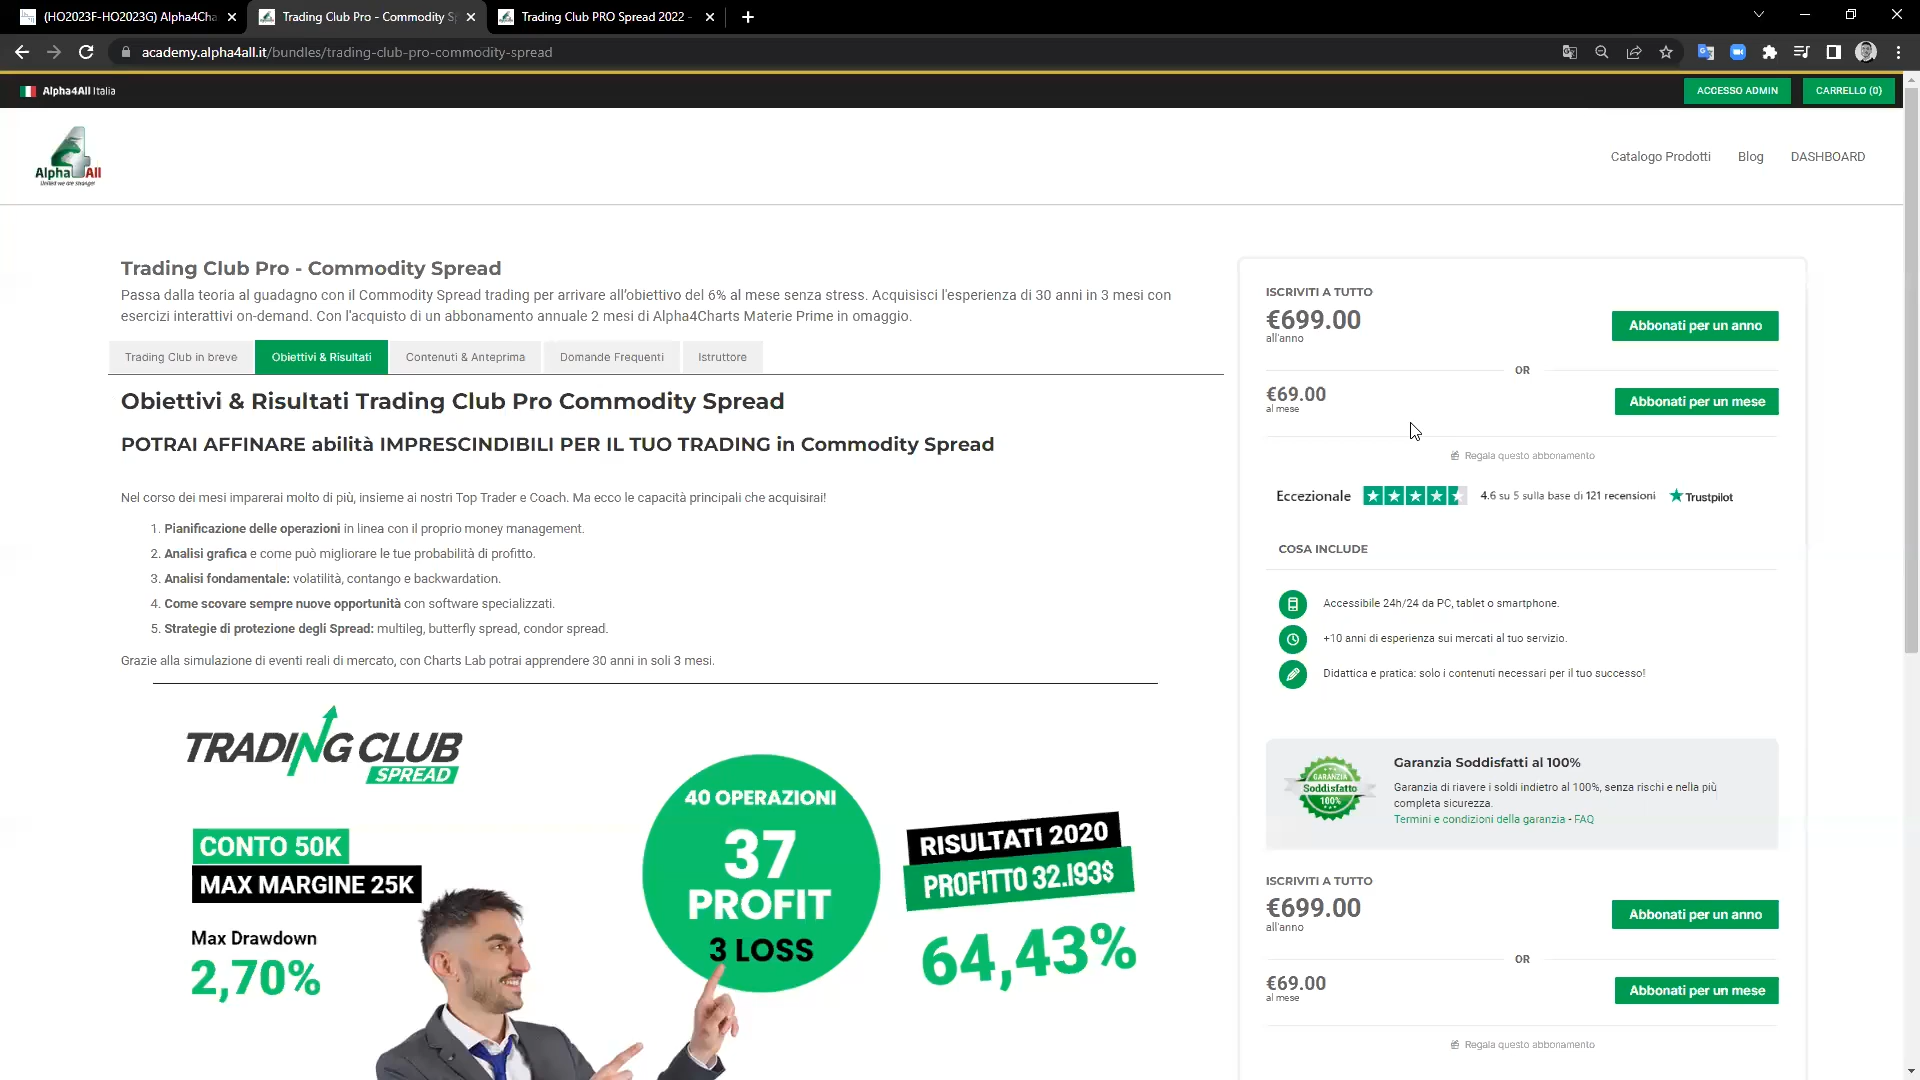 (HO2023F-HO2023G) Alpha4Cha
Trading Club Pro - Commodity Sp
Trading Club PRO Spread 2022 -
academy.alpha4all.it/bundles/trading-club-pro-commodity-spread
Alpha4All Italia
ACCESSO ADMIN
CARRELLO (0)
Alpha 4 All
United we are stronger
Catalogo Prodotti
Blog
DASHBOARD
Trading Club Pro - Commodity Spread
Passa dalla teoria al guadagno con il Commodity Spread trading per arrivare all'obiettivo del 6% al mese senza stress. Acquisisci l'esperienza di 30 anni in 3 mesi con
esercizi interattivi on-demand. Con l'acquisto di un abbonamento annuale 2 mesi di Alpha4Charts Materie Prime in omaggio.
Trading Club in breve
Obiettivi & Risultati
Contenuti & Anteprima
Domande Frequenti
Istruttore
Obiettivi & Risultati Trading Club Pro Commodity Spread
POTRAI AFFINARE abilità IMPRESCINDIBILI PER IL TUO TRADING in Commodity Spread
Nel corso dei mesi imparerai molto di più, insieme ai nostri Top Trader e Coach. Ma ecco le capacità principali che acquisirai!
1. Pianificazione delle operazioni in linea con il proprio money management.
2. Analisi grafica e come può migliorare le tue probabilità di profitto.
3. Analisi fondamentale: volatilità, contango e backwardation.
4. Come scovare sempre nuove opportunità con software specializzati.
5. Strategie di protezione degli Spread: multileg, butterfly spread, condor spread.
Grazie alla simulazione di eventi reali di mercato, con Charts Lab potrai apprendere 30 anni in soli 3 mesi.
TRADING CLUB
SPREAD
CONTO 50K
MAX MARGINE 25K
Max Drawdown
2,70%
40 OPERAZIONI
37
PROFIT
3 LOSS
RISULTATI 2020
PROFITTO 32.193$
64,43%
ISCRIVITI A TUTTO
€699.00
all'anno
Abbonati per un anno
OR
€69.00
al mese
Abbonati per un mese
Regala questo abbonamento
Eccezionale
4.6 su 5 sulla base di 121 recensioni
Trustpilot
COSA INCLUDE
Accessibile 24h/24 da PC, tablet o smartphone.
+10 anni di esperienza sui mercati al tuo servizio.
Didattica e pratica: solo i contenuti necessari per il tuo successo!
GARANZIA
Soddisfatto
100%
Garanzia Soddisfatti al 100%
Garanzia di riavere i soldi indietro al 100%, senza rischi e nella più
completa sicurezza.
Termini e condizioni della garanzia - FAQ
ISCRIVITI A TUTTO
€699.00
all'anno
Abbonati per un anno
OR
€69.00
al mese
Abbonati per un mese
Regala questo abbonamento